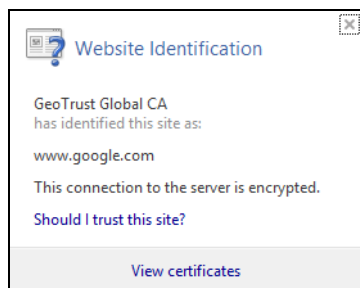 Website Identification
GeoTrust Global CA
has identified this site as:
www.google.com
This connection to the server is encrypted.
Should I trust this site?
View certificates